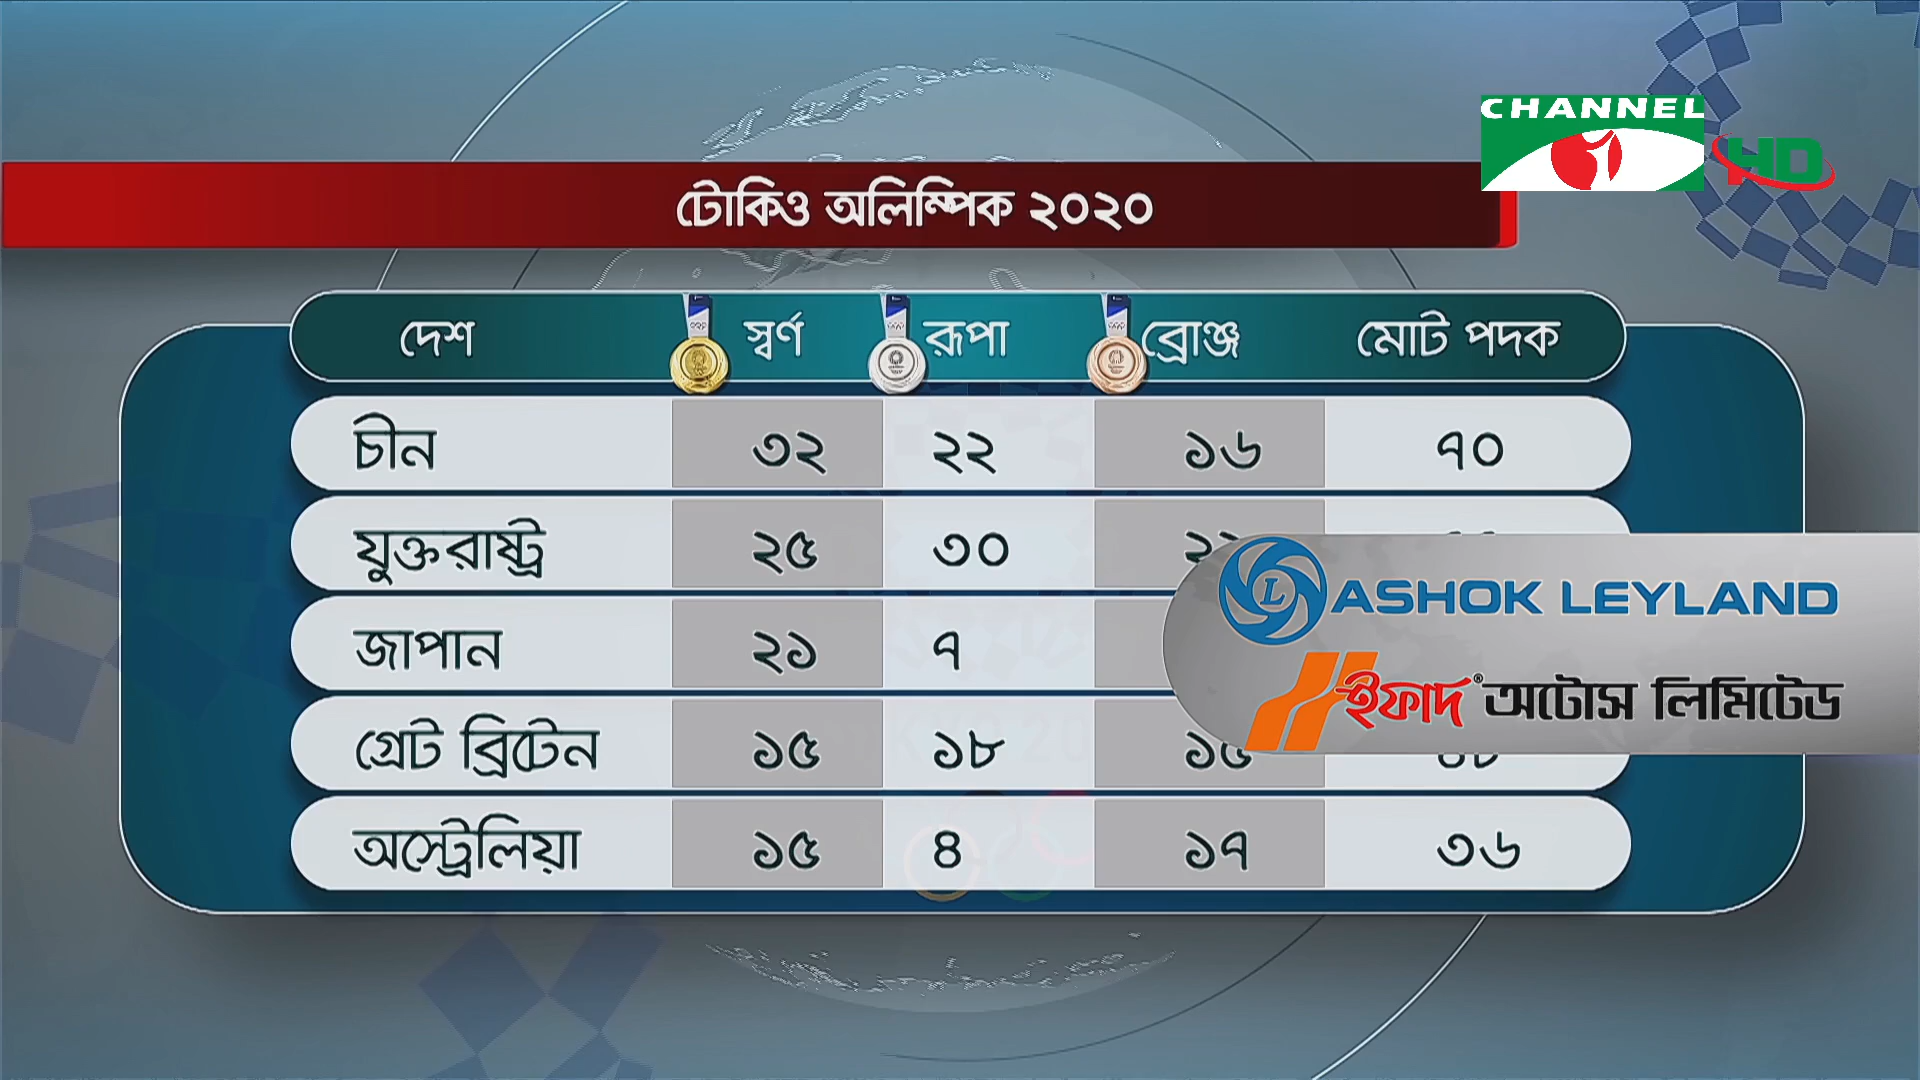 CHANNEL
i HD
টোকিও অলিম্পিক ২০২০
দেশ স্বর্ণ রূপা ব্রোঞ্জ মোট পদক
চীন ৩২ ২২ ১৬ ৭০
যুক্তরাষ্ট্র ২৫ ৩০
ASHOK LEYLAND
জাপান ২১ ৭
ইফাদ® অটোস লিমিটেড
গ্রেট ব্রিটেন ১৫ ১৮ ১৫
অস্ট্রেলিয়া ১৫ ৪ ১৭ ৩৬